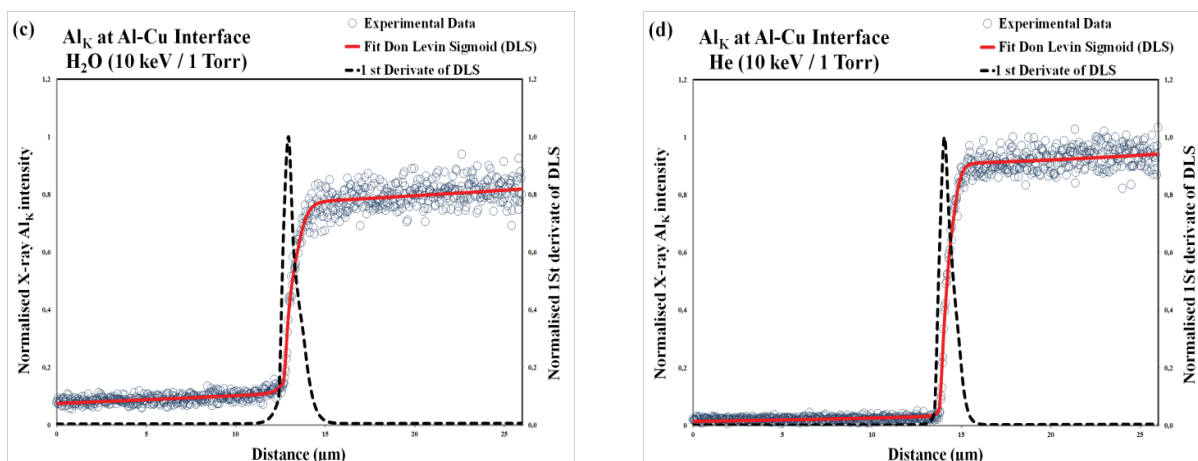 (c)
Al_K at Al-Cu Interface
H₂O (10 keV / 1 Torr)
Experimental Data
Fit Don Levin Sigmoid (DLS)
1 st Derivate of DLS
Normalised X-ray Al_K intensity
1,2
1
0,8
0,6
0,4
0,2
0
1,2
1,0
0,8
0,6
0,4
0,2
0,0
Normalised 1St derivate of DLS
0 5 10 15 20 25
Distance (µm)
(d)
Al_K at Al-Cu Interface
He (10 keV / 1 Torr)
Experimental Data
Fit Don Levin Sigmoid (DLS)
1 st Derivate of DLS
Normalised X-ray Al_K intensity
1,2
1
0,8
0,6
0,4
0,2
0
1,2
1,0
0,8
0,6
0,4
0,2
0,0
Normalised 1St derivate of DLS
0 5 10 15 20 25
Distance (µm)